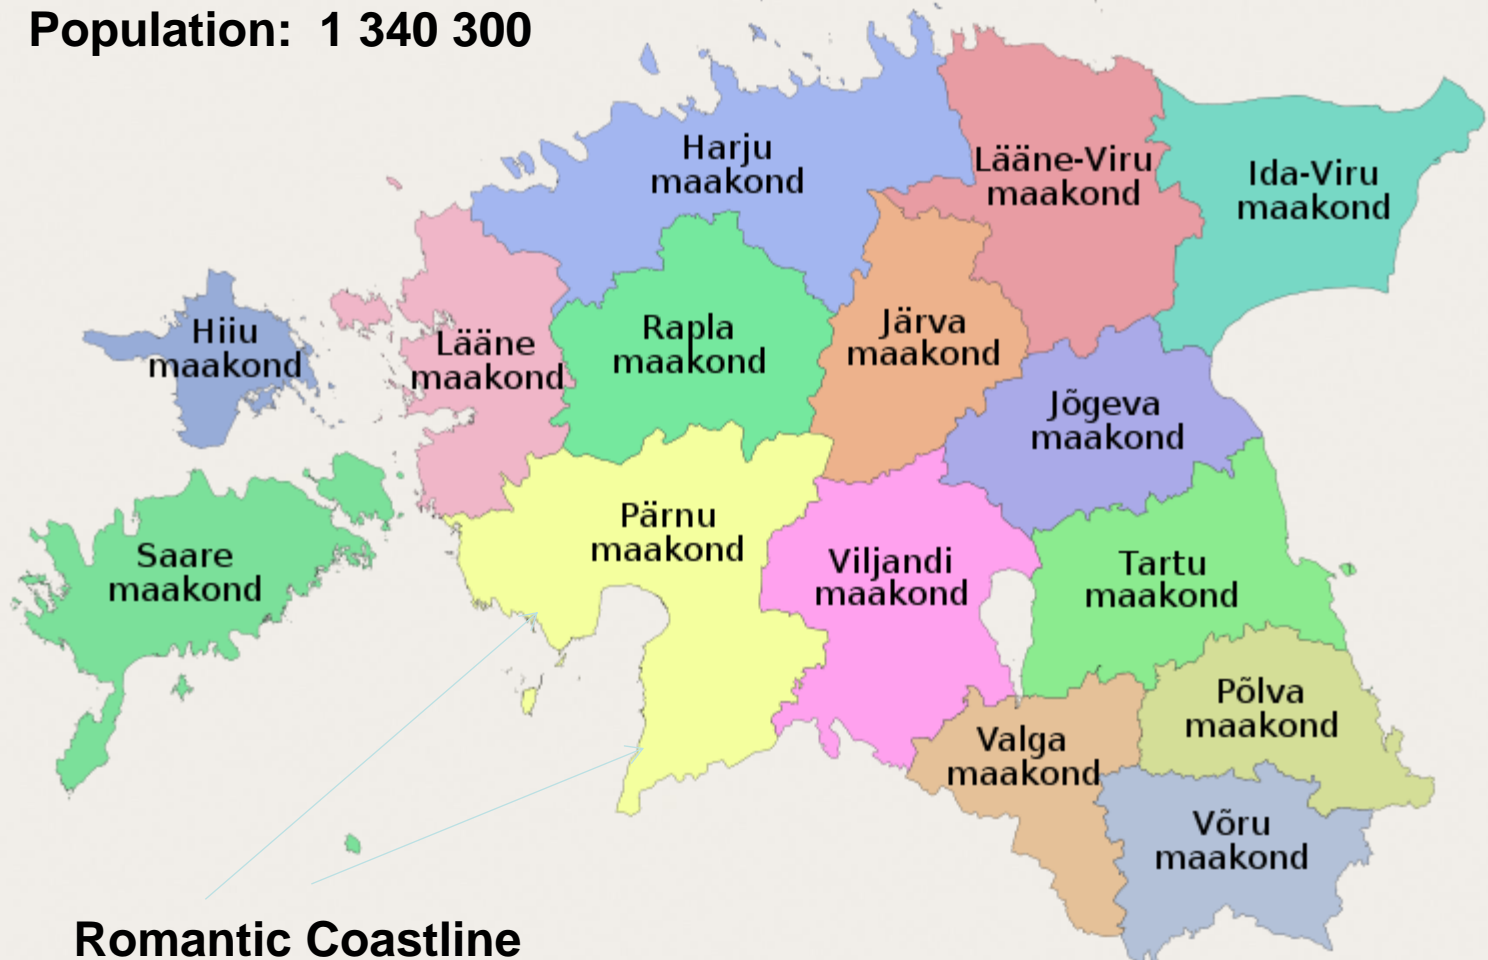 Population:  1 340 300
Harju
maakond
Lääne-Viru
maakond
Ida-Viru
maakond
Hiiu
maakond
Lääne
maakond
Rapla
maakond
Järva
maakond
Jõgeva
maakond
Saare
maakond
Pärnu
maakond
Viljandi
maakond
Tartu
maakond
Põlva
maakond
Valga
maakond
Võru
maakond
Romantic Coastline